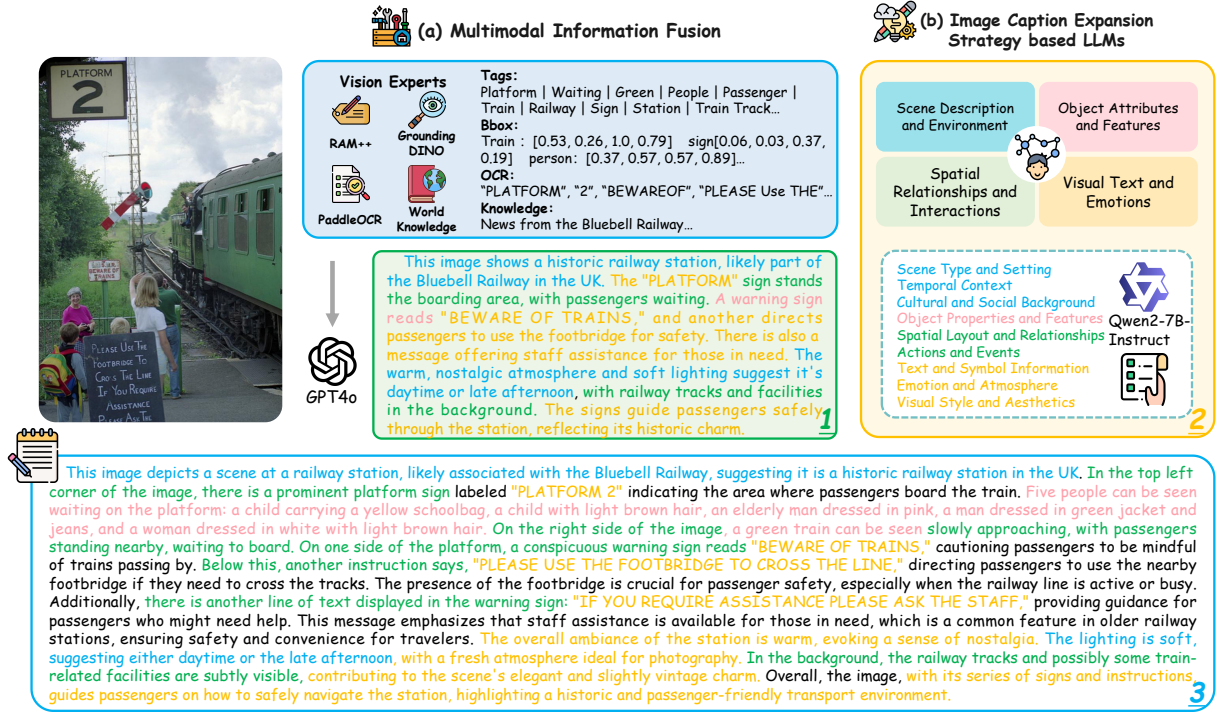 (a) Multimodal Information Fusion
(b) Image Caption Expansion
Strategy based LLMs
PLATFORM
2
BEWARE
OF TRAINS
PLEASE USE THE
FOOTBRIDGE TO
CROSS THE LINE
IF YOU REQUIRE
ASSISTANCE
PLEASE ASK THE
Vision Experts
RAM++
Grounding
DINO
PaddleOCR
World
Knowledge
Tags:
Platform | Waiting | Green | People | Passenger |
Train | Railway | Sign | Station | Train Track...
Bbox:
Train : [0.53, 0.26, 1.0, 0.79] sign[0.06, 0.03, 0.37,
0.19] person: [0.37, 0.57, 0.57, 0.89]...
OCR:
"PLATFORM", "2", "BEWAREOF", "PLEASE Use THE"...
Knowledge:
News from the Bluebell Railway...
GPT4o
This image shows a historic railway station, likely part of
the Bluebell Railway in the UK. The "PLATFORM" sign stands
the boarding area, with passengers waiting. A warning sign
reads "BEWARE OF TRAINS," and another directs
passengers to use the footbridge for safety. There is also a
message offering staff assistance for those in need. The
warm, nostalgic atmosphere and soft lighting suggest it's
daytime or late afternoon, with railway tracks and facilities
in the background. The signs guide passengers safely
through the station, reflecting its historic charm.
1
Scene Description
and Environment
Object Attributes
and Features
Spatial
Relationships and
Interactions
Visual Text and
Emotions
Scene Type and Setting
Temporal Context
Cultural and Social Background
Object Properties and Features
Spatial Layout and Relationships
Actions and Events
Text and Symbol Information
Emotion and Atmosphere
Visual Style and Aesthetics
Qwen2-7B-
Instruct
2
This image depicts a scene at a railway station, likely associated with the Bluebell Railway, suggesting it is a historic railway station in the UK. In the top left
corner of the image, there is a prominent platform sign labeled "PLATFORM 2" indicating the area where passengers board the train. Five people can be seen
waiting on the platform: a child carrying a yellow schoolbag, a child with light brown hair, an elderly man dressed in pink, a man dressed in green jacket and
jeans, and a woman dressed in white with light brown hair. On the right side of the image, a green train can be seen slowly approaching, with passengers
standing nearby, waiting to board. On one side of the platform, a conspicuous warning sign reads "BEWARE OF TRAINS," cautioning passengers to be mindful
of trains passing by. Below this, another instruction says, "PLEASE USE THE FOOTBRIDGE TO CROSS THE LINE," directing passengers to use the nearby
footbridge if they need to cross the tracks. The presence of the footbridge is crucial for passenger safety, especially when the railway line is active or busy.
Additionally, there is another line of text displayed in the warning sign: "IF YOU REQUIRE ASSISTANCE PLEASE ASK THE STAFF," providing guidance for
passengers who might need help. This message emphasizes that staff assistance is available for those in need, which is a common feature in older railway
stations, ensuring safety and convenience for travelers. The overall ambiance of the station is warm, evoking a sense of nostalgia. The lighting is soft,
suggesting either daytime or the late afternoon, with a fresh atmosphere ideal for photography. In the background, the railway tracks and possibly some train-
related facilities are subtly visible, contributing to the scene's elegant and slightly vintage charm. Overall, the image, with its series of signs and instructions,
guides passengers on how to safely navigate the station, highlighting a historic and passenger-friendly transport environment.
3